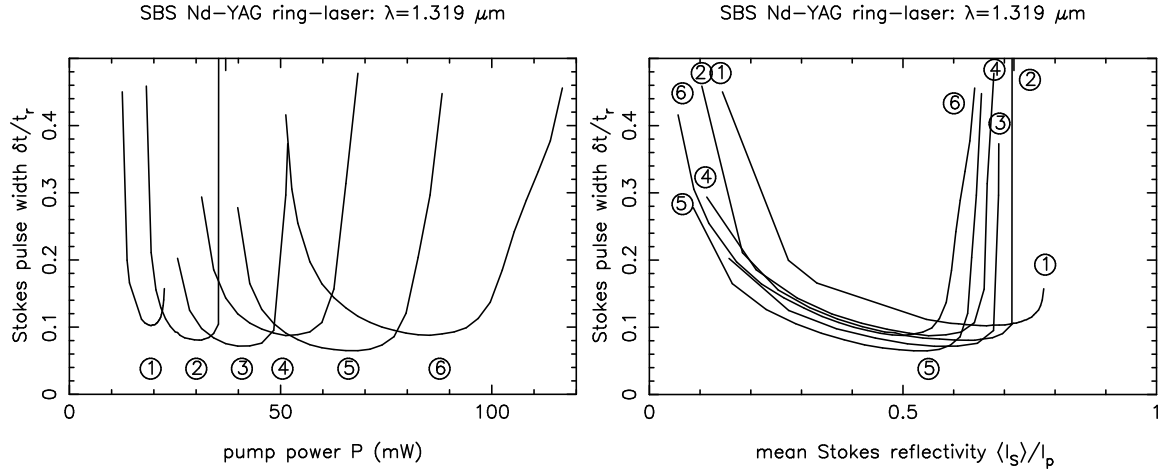 SBS Nd-YAG ring-laser: λ=1.319 μm
Stokes pulse width δt/t_r
0.4
0.3
0.2
0.1
0
1 2 3 4 5 6
0 50 100
pump power P (mW)
SBS Nd-YAG ring-laser: λ=1.319 μm
Stokes pulse width δt/t_r
2 1 4 2
6 6
0.4
3
0.3
4
5
0.2
1
0.1
5
0
0 0.5 1
mean Stokes reflectivity ⟨I_S⟩/I_p